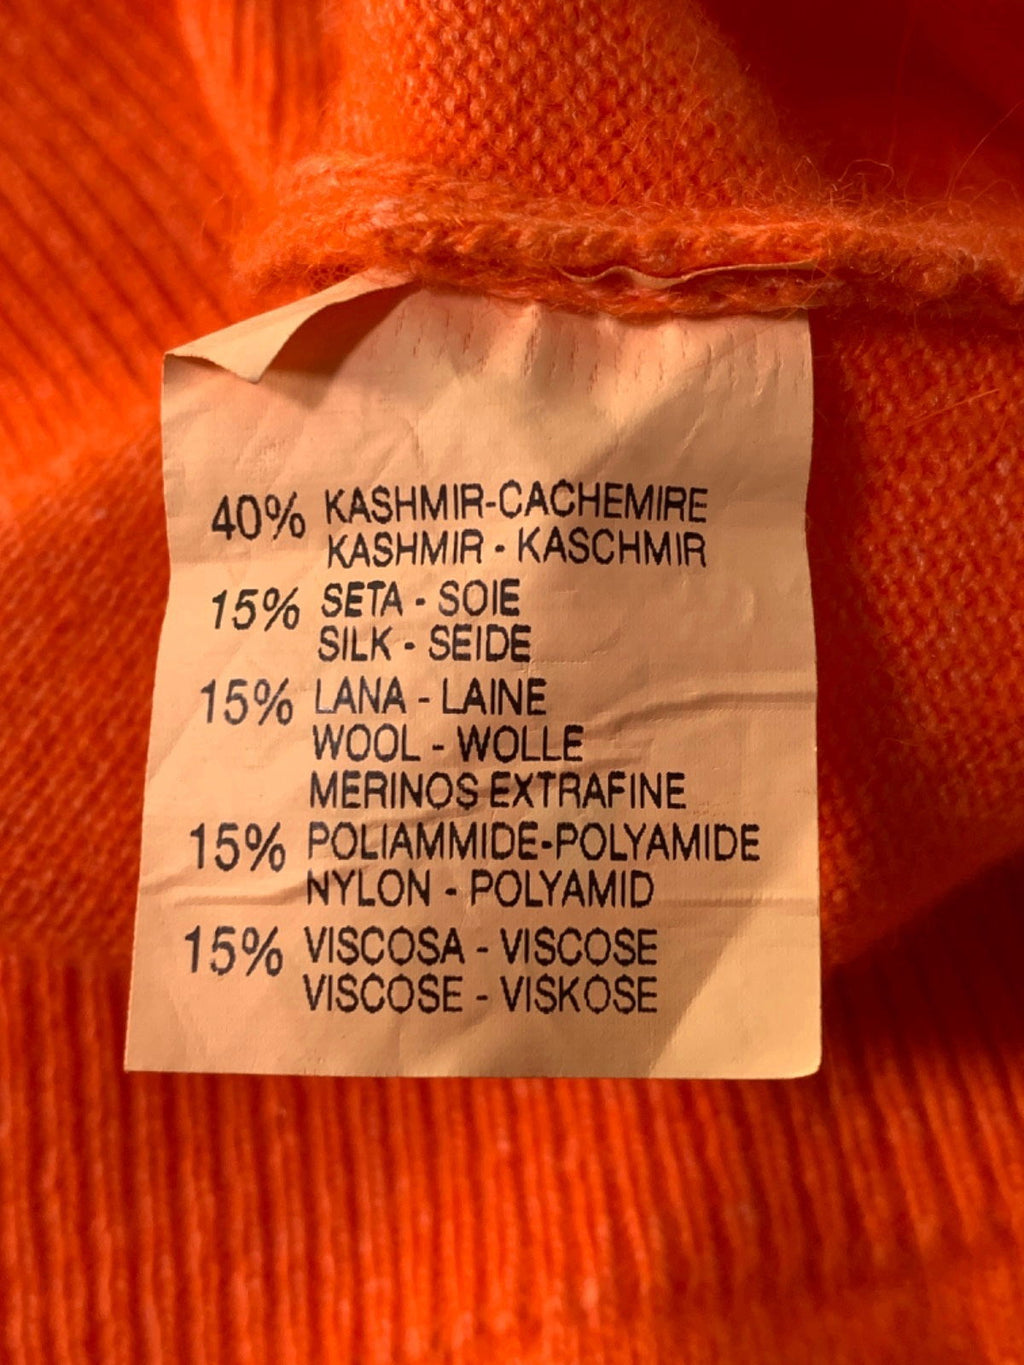 40% KASHMIR-CACHEMIRE
KASHMIR - KASCHMIR
15% SETA - SOIE
SILK - SEIDE
15% LANA - LAINE
WOOL - WOLLE
MERINOS EXTRAFINE
15% POLIAMMIDE-POLYAMIDE
NYLON - POLYAMID
15% VISCOSA - VISCOSE
VISCOSE - VISKOSE